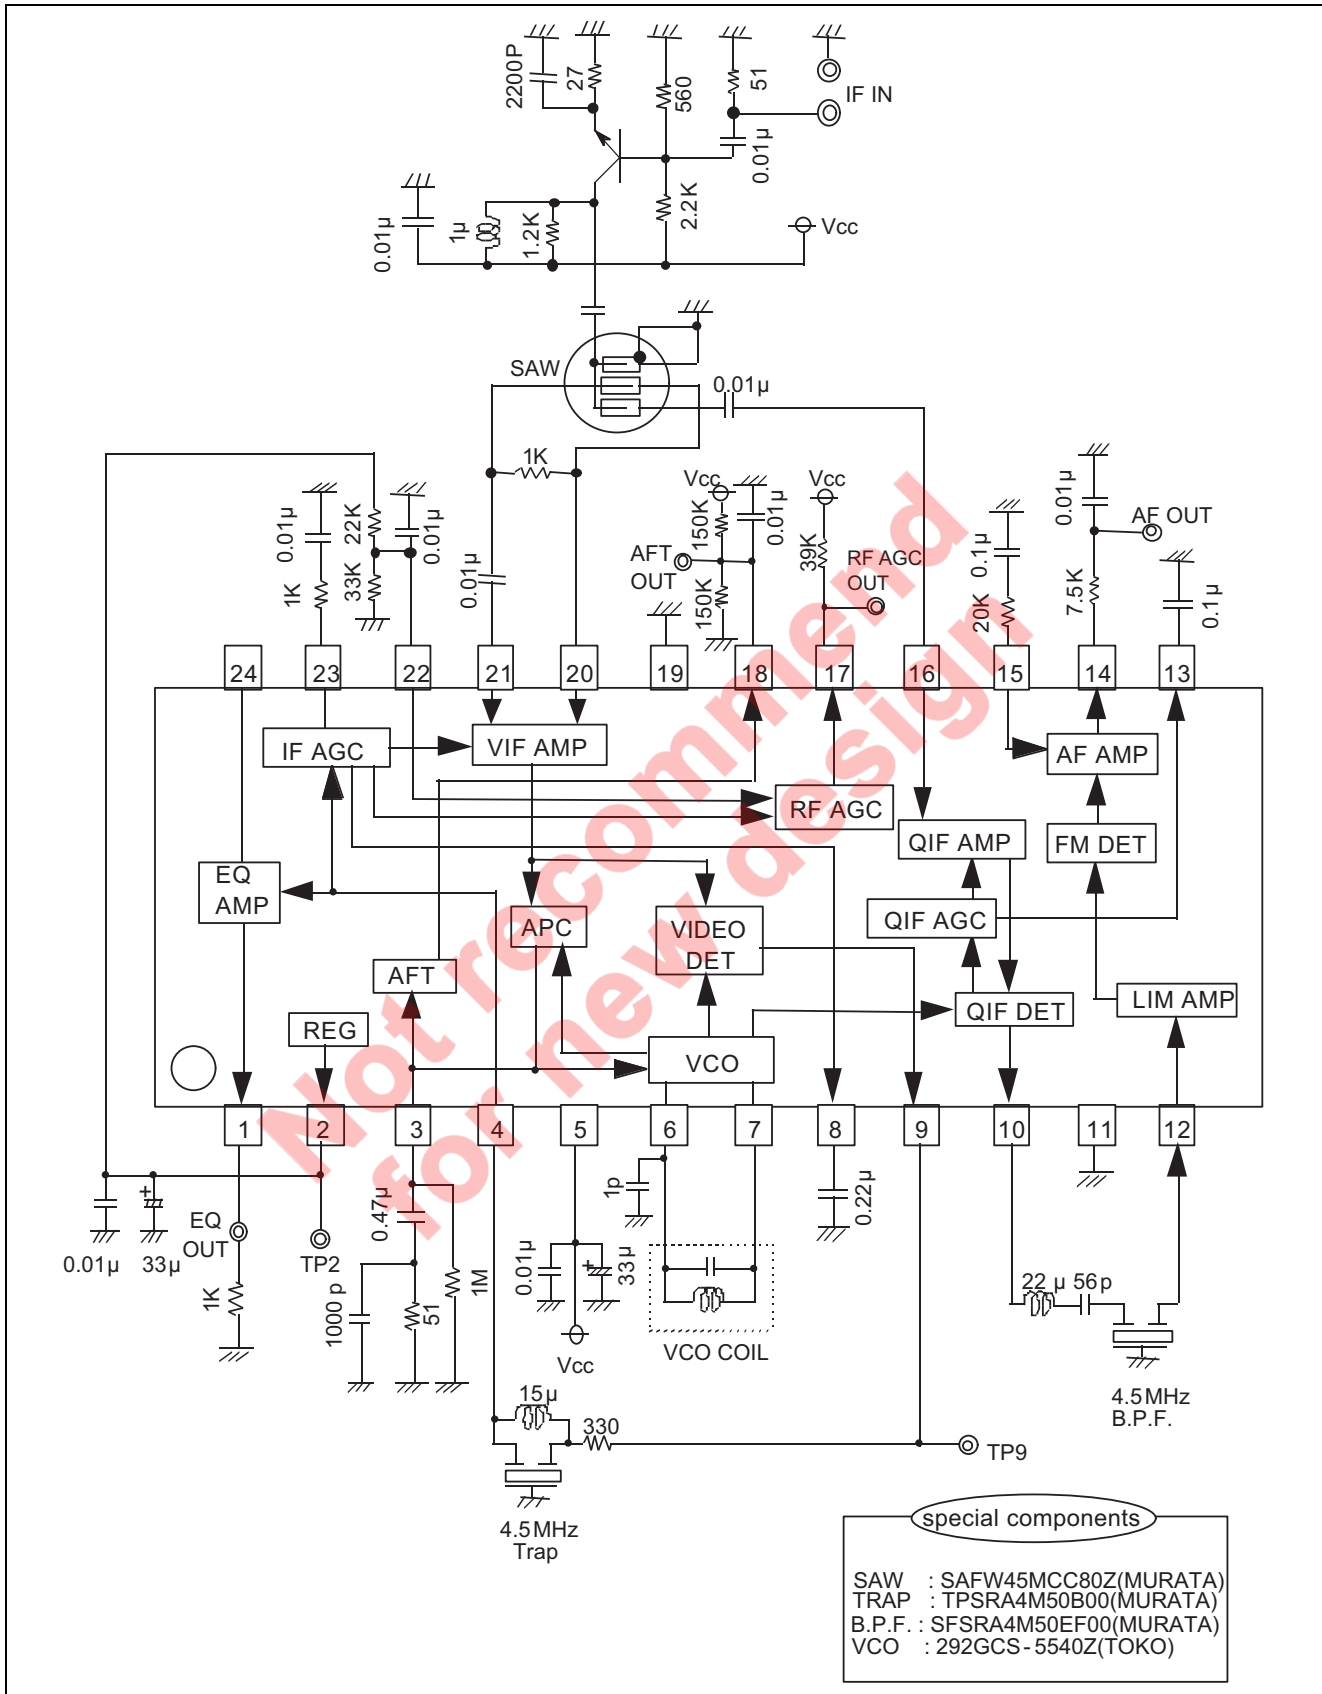 2200P
27
560
51
IF IN
0.01µ
2.2K
0.01µ
1µ
1.2K
Vcc
SAW
0.01µ
1K
Vcc
Vcc
0.01µ
22K
0.01µ
33K
1K
0.01µ
150K
0.01µ
AFT
OUT
150K
39K
RF AGC
OUT
0.1µ
20K
0.01µ
AF OUT
7.5K
0.1µ
24
23
22
21
20
19
18
17
16
15
14
13
IF AGC
VIF AMP
AF AMP
RF AGC
QIF AMP
FM DET
EQ
AMP
APC
VIDEO
DET
QIF AGC
AFT
QIF DET
LIM AMP
REG
VCO
Not recommend
for new design
1
2
3
4
5
6
7
8
9
10
11
12
1p
0.22µ
0.47µ
EQ
OUT
0.01µ
33µ
TP2
0.01µ
33µ
1K
1000 p
51
1M
22 µ
56p
Vcc
VCO COIL
4.5MHz
B.P.F.
15µ
330
TP9
4.5MHz
Trap
special components
SAW : SAFW45MCC80Z(MURATA)
TRAP : TPSRA4M50B00(MURATA)
B.P.F. : SFSRA4M50EF00(MURATA)
VCO : 292GCS-5540Z(TOKO)